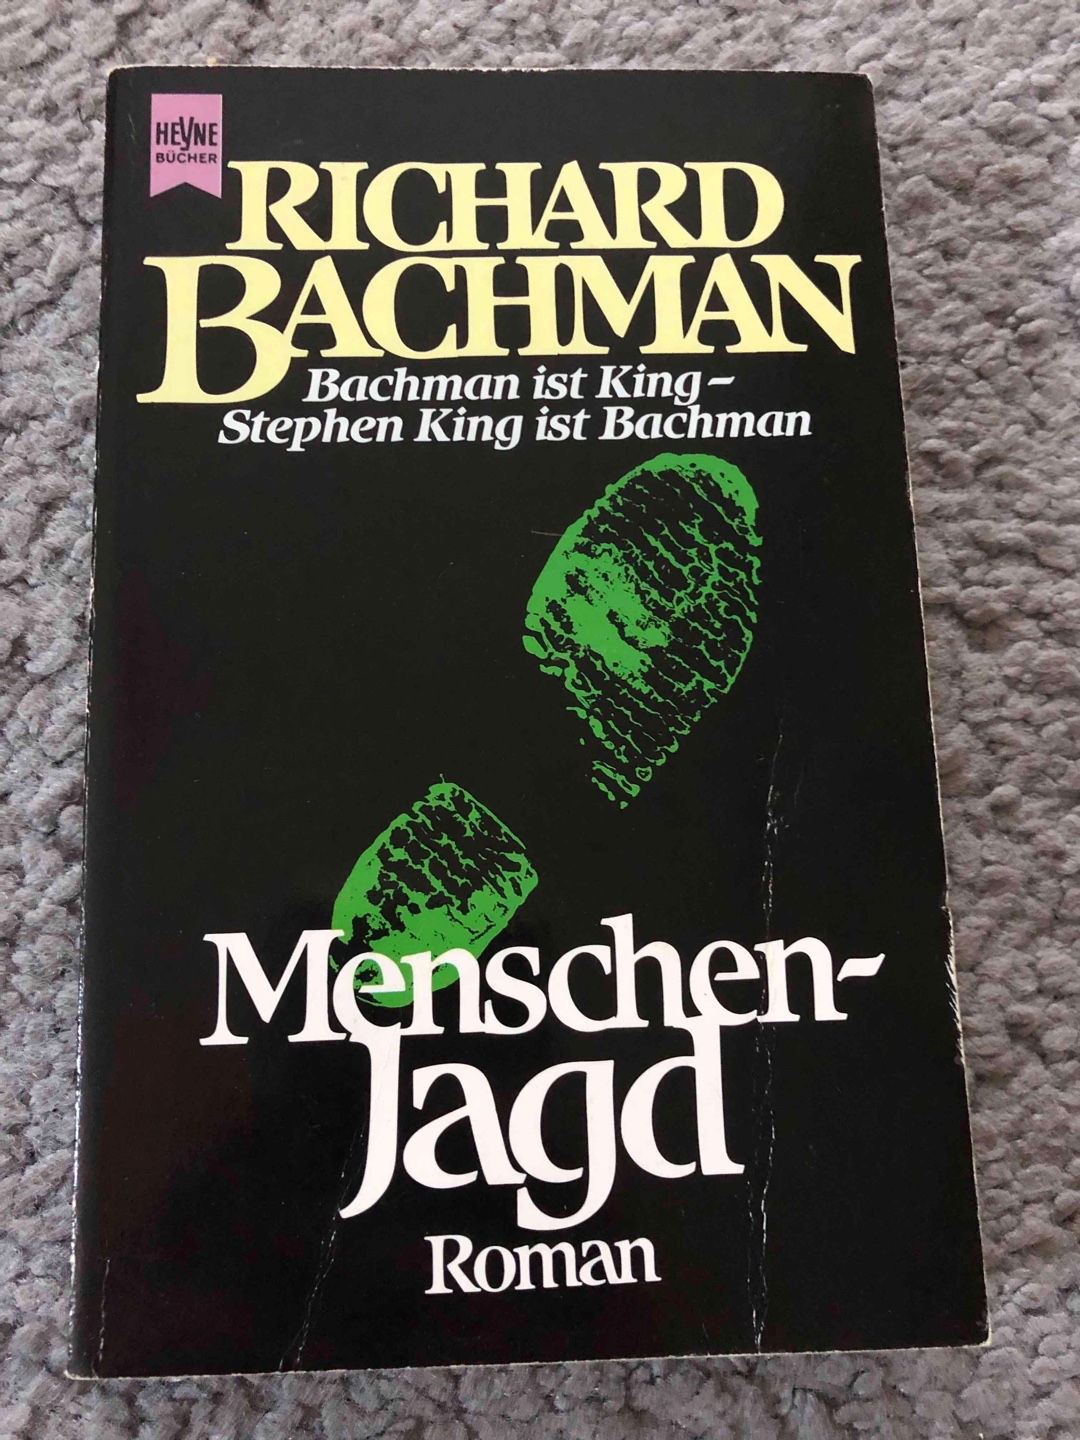 HEYNE
BÜCHER
RICHARD
BACHMAN
Bachman ist King –
Stephen King ist Bachman
Menschen-
Jagd
Roman